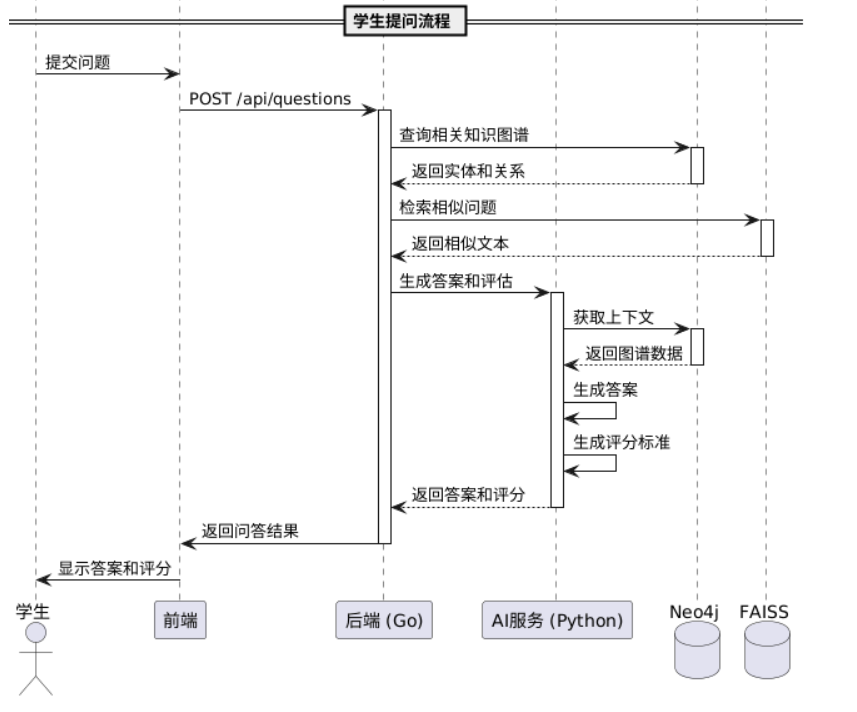 学生提问流程
提交问题
POST /api/questions
查询相关知识图谱
返回实体和关系
检索相似问题
返回相似文本
生成答案和评估
获取上下文
返回图谱数据
生成答案
生成评分标准
返回答案和评分
返回问答结果
显示答案和评分
学生
前端
后端 (Go)
AI服务 (Python)
Neo4j
FAISS